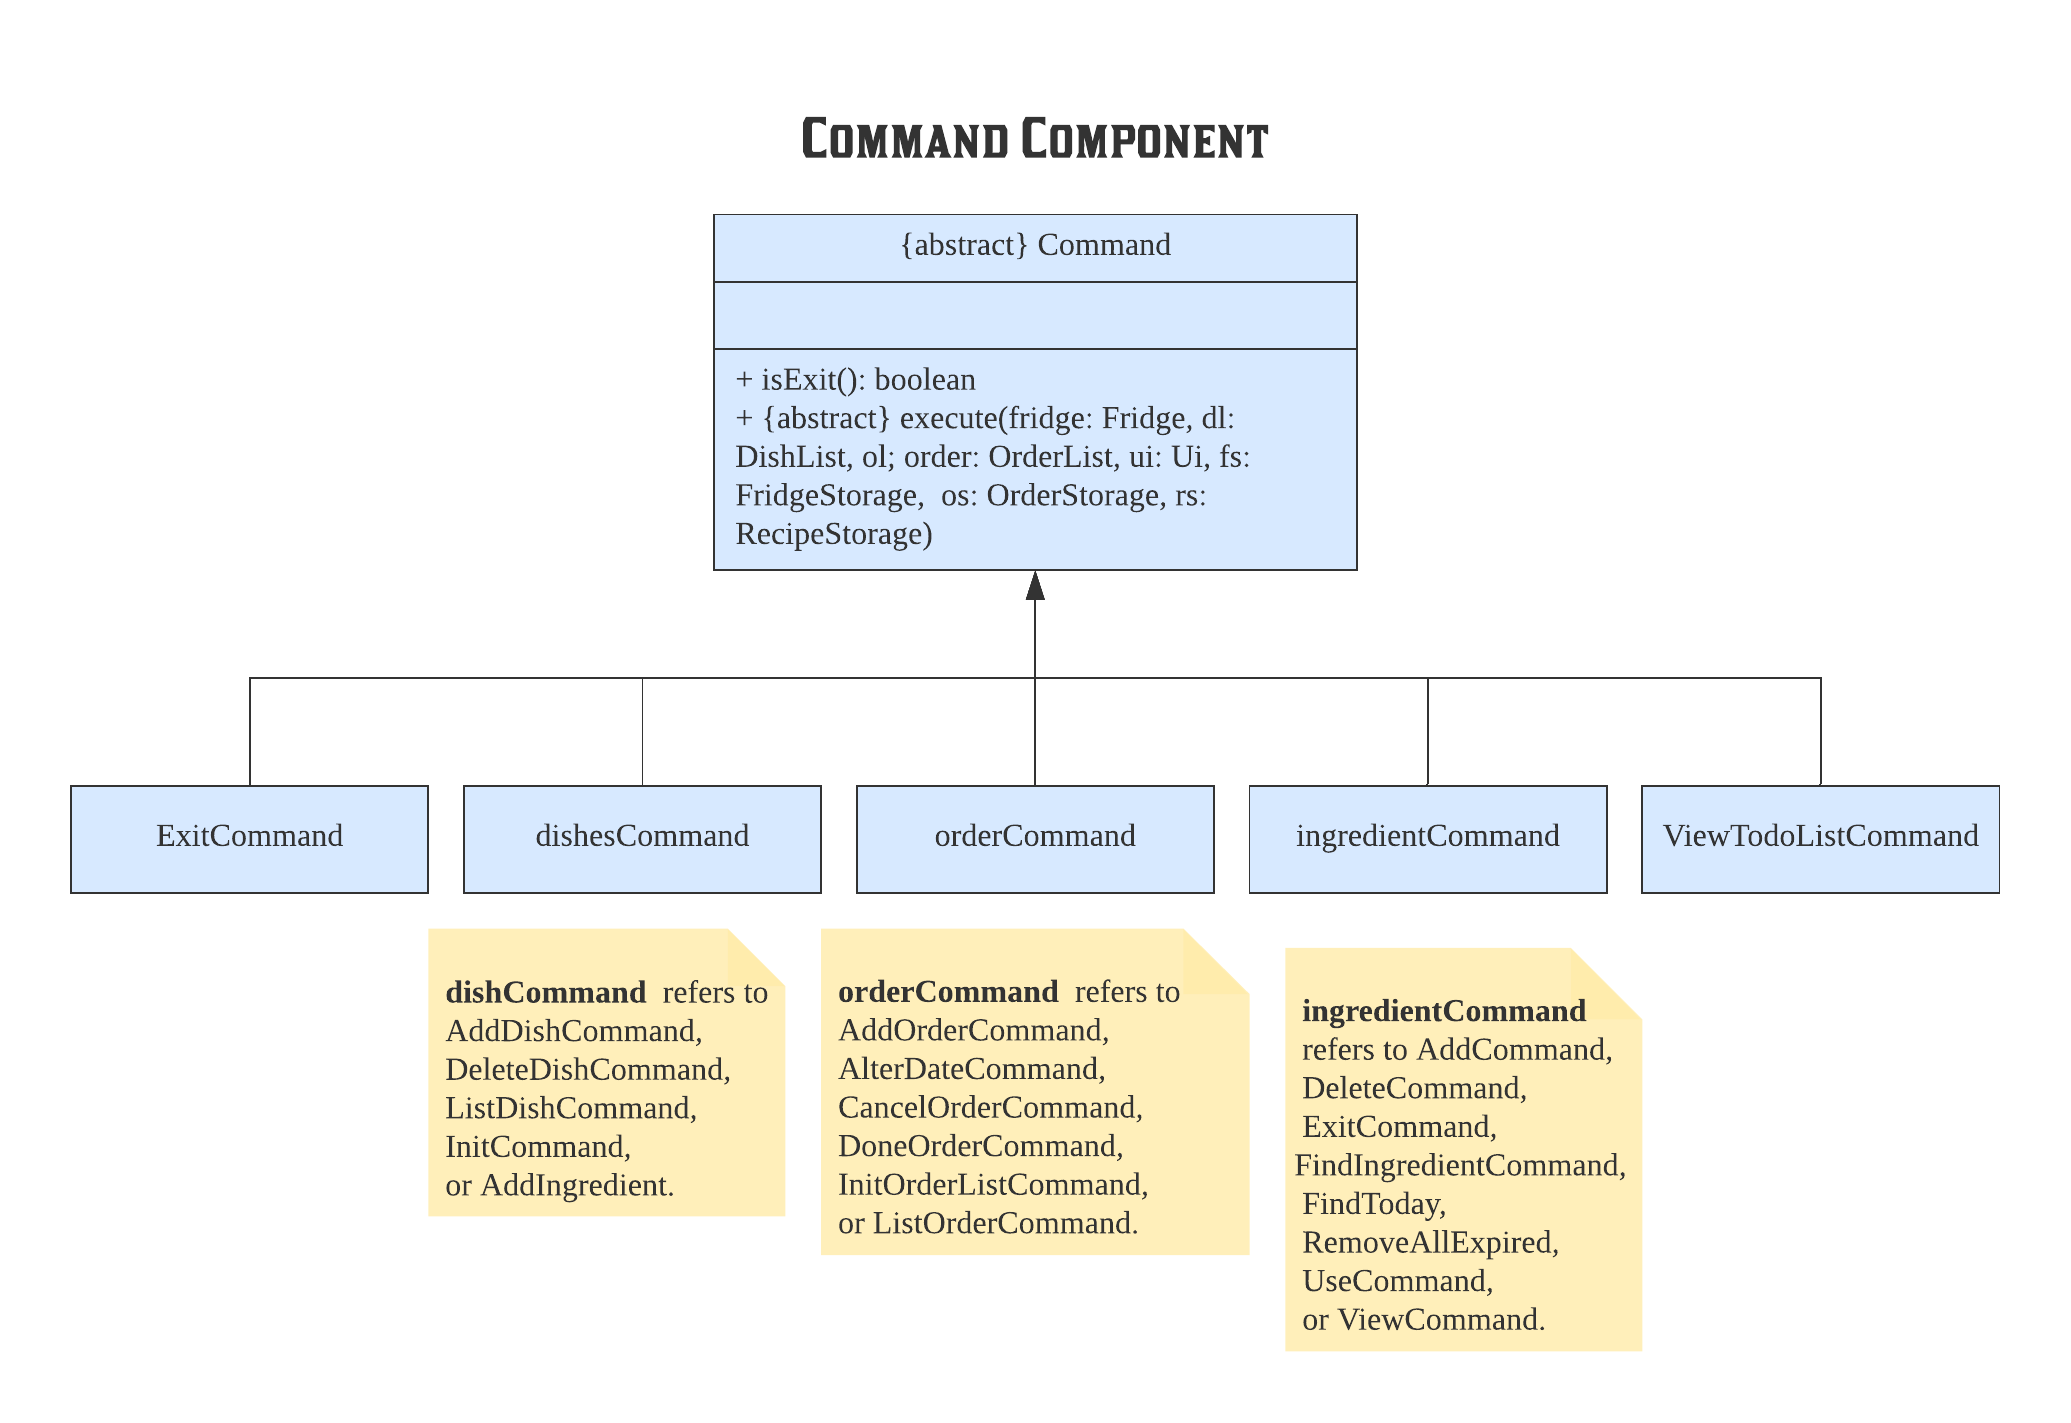 COMMAND COMPONENT
{abstract} Command
+ isExit(): boolean
+ {abstract} execute(fridge: Fridge, dl:
DishList, ol; order: OrderList, ui: Ui, fs:
FridgeStorage,  os: OrderStorage, rs:
RecipeStorage)
ExitCommand
dishesCommand
orderCommand
ingredientCommand
ViewTodoListCommand
dishCommand  refers to
AddDishCommand,
DeleteDishCommand,
ListDishCommand,
InitCommand,
or AddIngredient.
orderCommand  refers to
AddOrderCommand,
AlterDateCommand,
CancelOrderCommand,
DoneOrderCommand,
InitOrderListCommand,
or ListOrderCommand.
ingredientCommand
refers to AddCommand,
DeleteCommand,
ExitCommand,
FindIngredientCommand,
FindToday,
RemoveAllExpired,
UseCommand,
or ViewCommand.